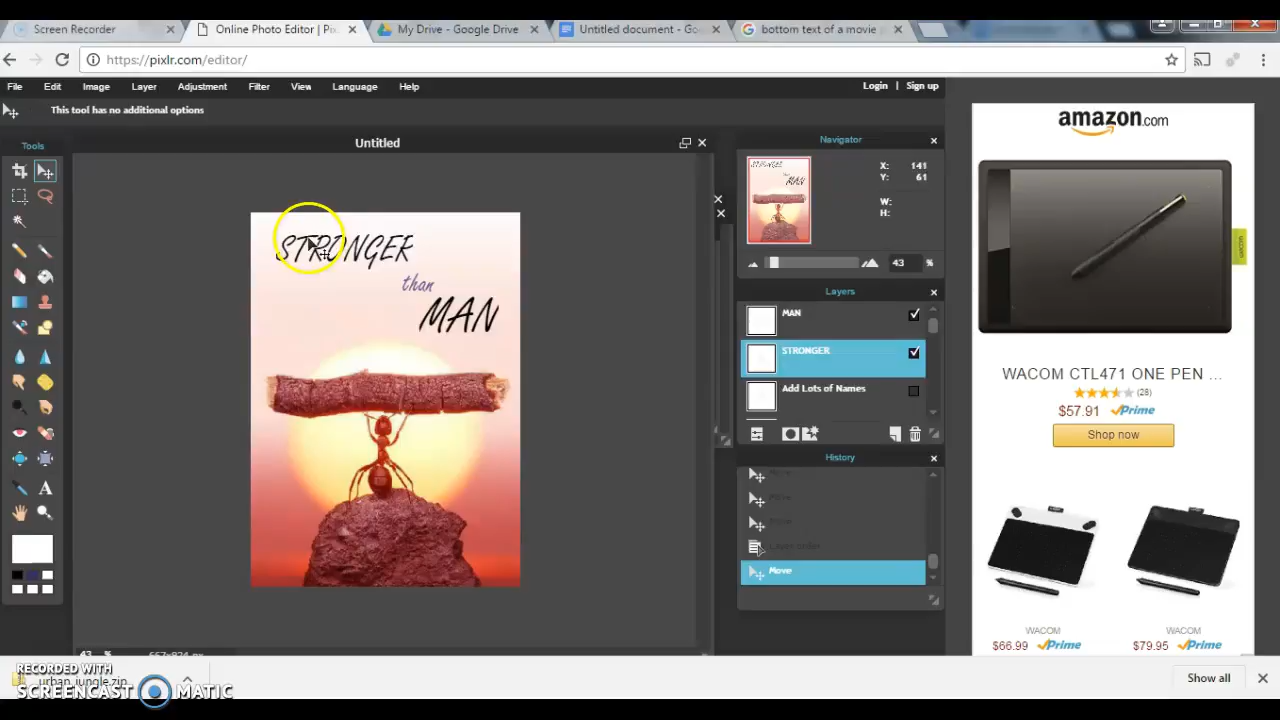 Screen Recorder
Online Photo Editor | Pix
My Drive - Google Drive
Untitled document - Go
bottom text of a movie
https://pixlr.com/editor/
File Edit Image Layer Adjustment Filter View Language Help
Login | Sign up
This tool has no additional options
Tools
Untitled
STRONGER
than
MAN
Navigator
X: 141
Y: 61
W:
H:
43 %
Layers
MAN
STRONGER
Add Lots of Names
History
Move
amazon.com
wacom
WACOM CTL471 ONE PEN ...
(28)
$57.91 Prime
Shop now
WACOM
$66.99 Prime
WACOM
$79.95 Prime
43 %
urban_jungle.zip
Show all
RECORDED WITH
SCREENCAST MATIC